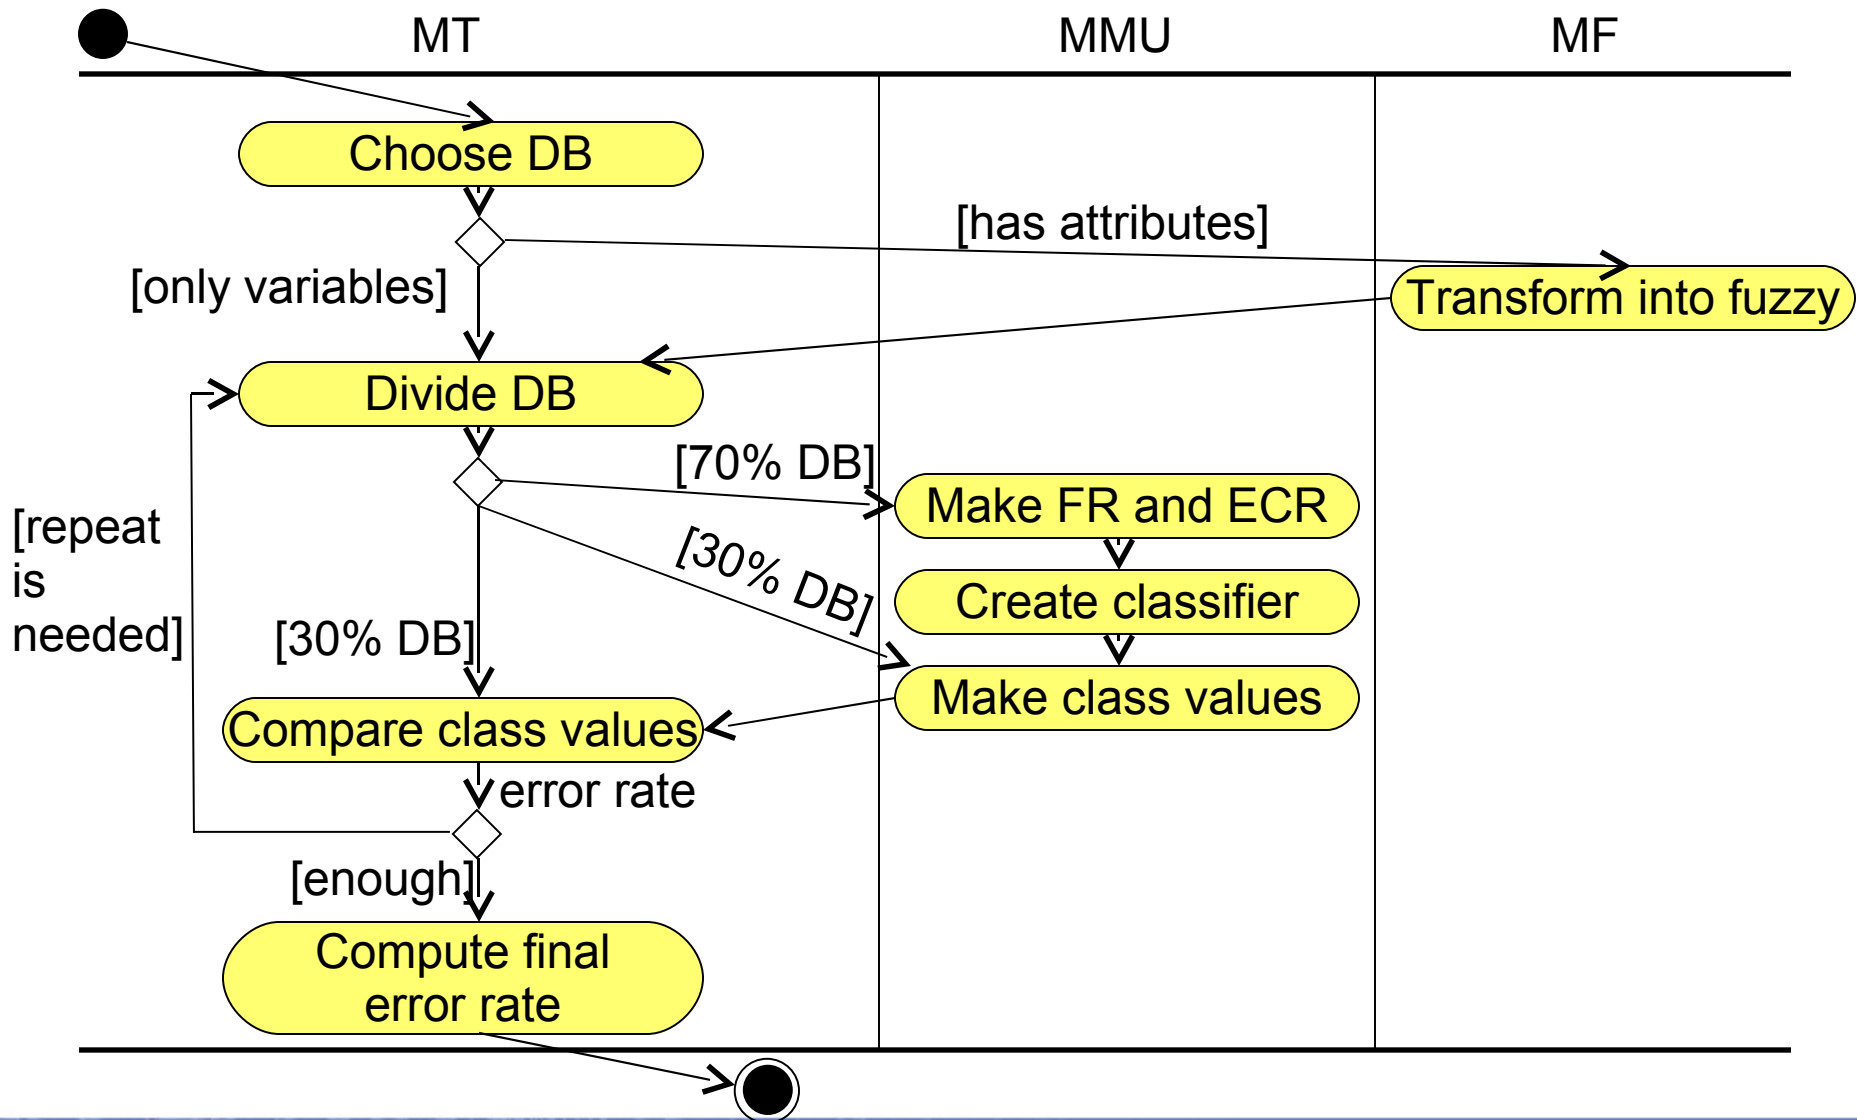 MT
MMU
MF
Choose DB
[has attributes]
[only variables]
Transform into fuzzy
Divide DB
[70% DB]
Make FR and ECR
[repeat
is
needed]
[30% DB]
Create classifier
[30% DB]
Make class values
Compare class values
error rate
[enough]
Compute final
error rate